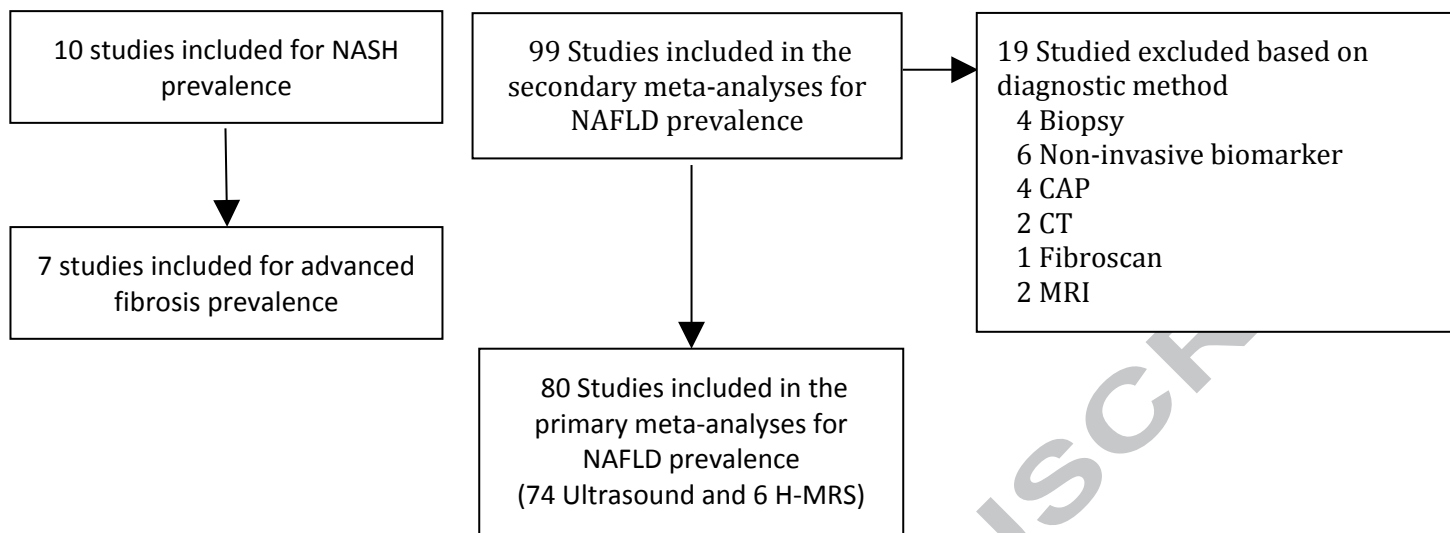 10 studies included for NASH
prevalence
7 studies included for advanced
fibrosis prevalence
99 Studies included in the
secondary meta-analyses for
NAFLD prevalence
80 Studies included in the
primary meta-analyses for
NAFLD prevalence
(74 Ultrasound and 6 H-MRS)
19 Studied excluded based on
diagnostic method
4 Biopsy
6 Non-invasive biomarker
4 CAP
2 CT
1 Fibroscan
2 MRI
USCR